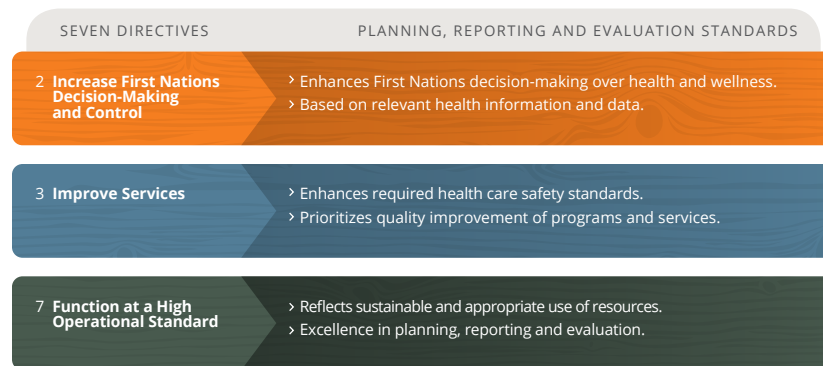 SEVEN DIRECTIVES
PLANNING, REPORTING AND EVALUATION STANDARDS
2 Increase First Nations
Decision-Making
and Control
› Enhances First Nations decision-making over health and wellness.
› Based on relevant health information and data.
3 Improve Services
› Enhances required health care safety standards.
› Prioritizes quality improvement of programs and services.
7 Function at a High
Operational Standard
› Reflects sustainable and appropriate use of resources.
› Excellence in planning, reporting and evaluation.